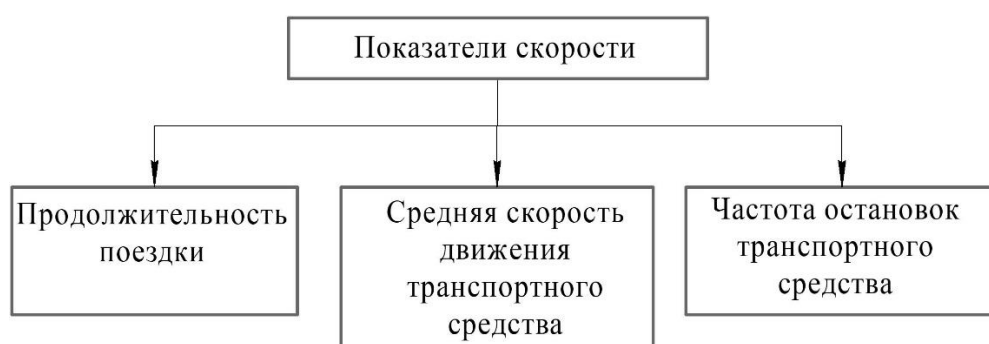 Показатели скорости
Продолжительность
поездки
Средняя скорость
движения
транспортного
средства
Частота остановок
транспортного
средства